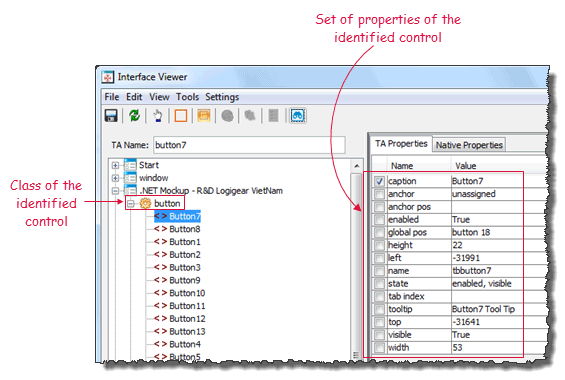 Set of properties of the
identified control
Interface Viewer
File Edit View Tools Settings
TA Name: button7
Start
window
.NET Mockup - R&D Logigear VietNam
Class of the
identified
control
button
Button7
Button8
Button1
Button2
Button3
Button9
Button10
Button11
Button12
Button13
Button4
Button5
TA Properties Native Properties
Name Value
caption Button7
anchor unassigned
anchor pos
enabled True
global pos button 18
height 22
left -31991
name tbbutton7
state enabled, visible
tab index
tooltip Button7 Tool Tip
top -31641
visible True
width 53